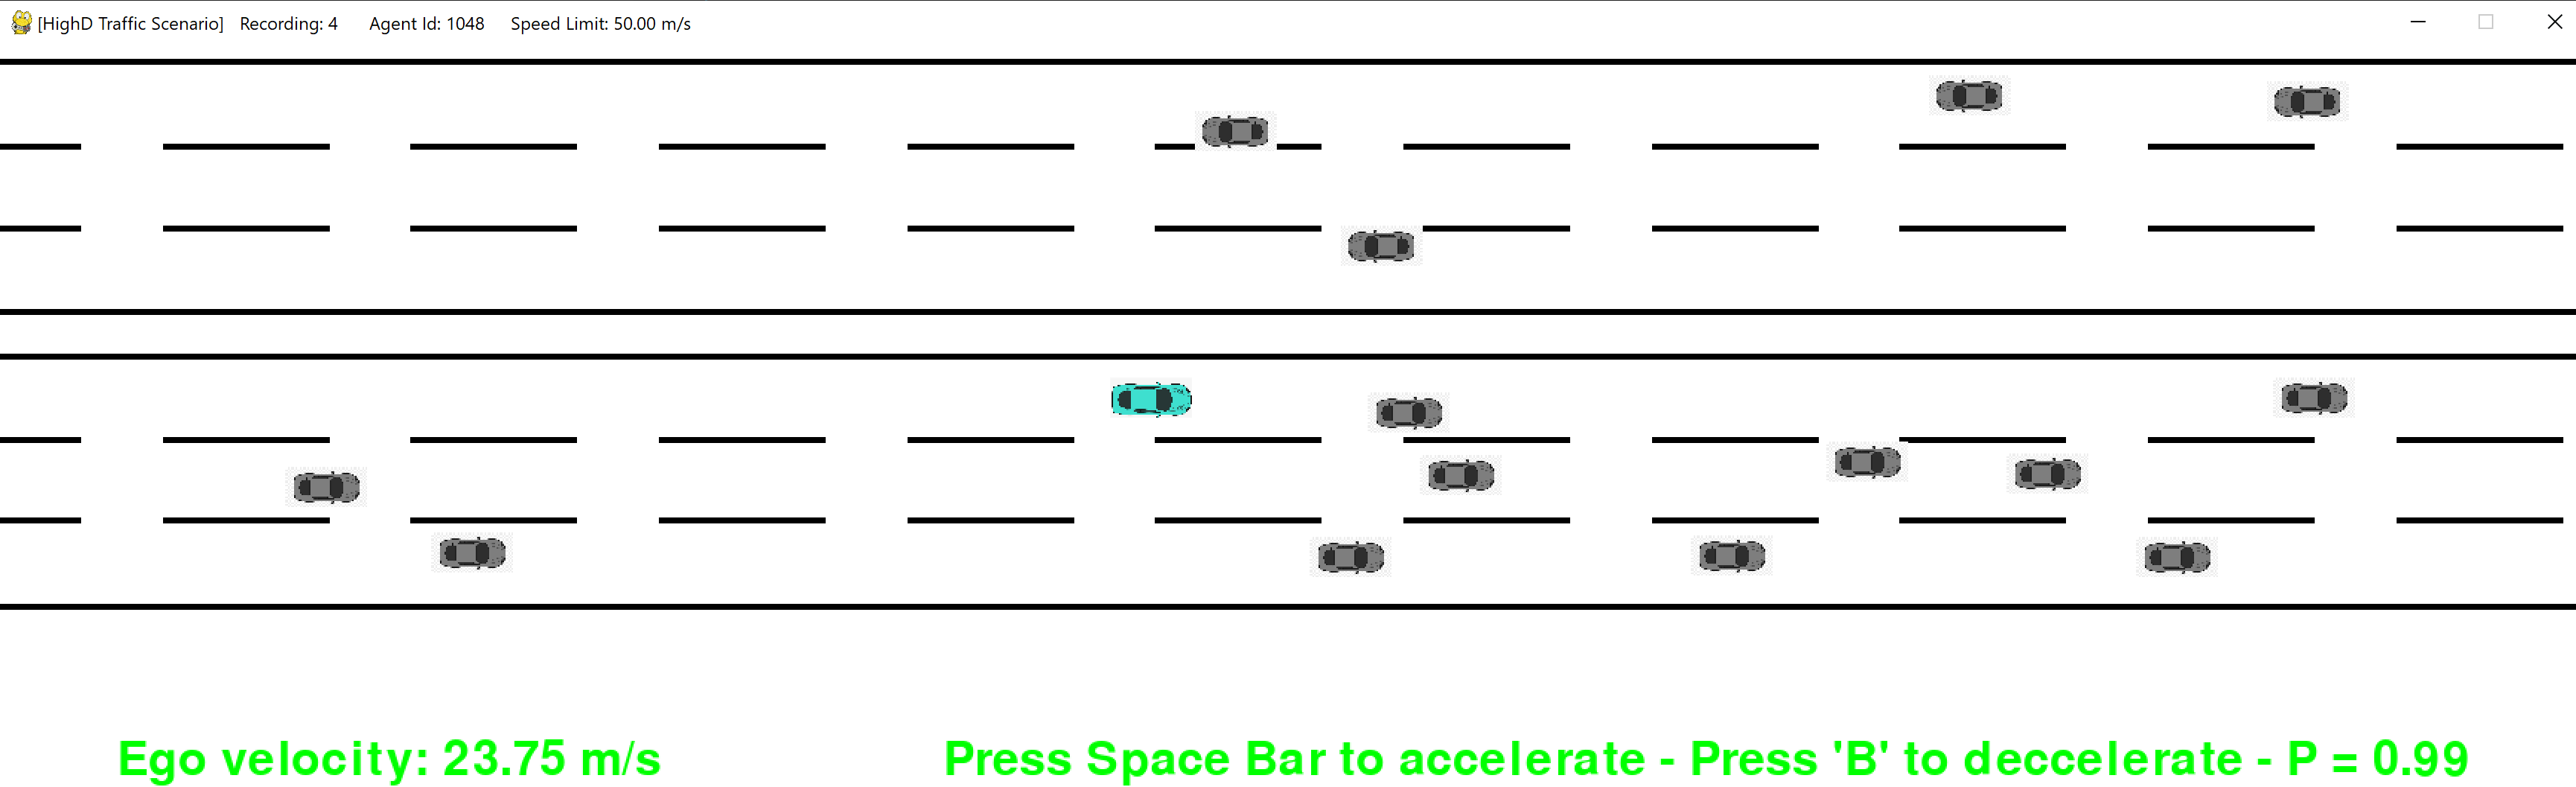 [HighD Traffic Scenario] Recording: 4 Agent Id: 1048 Speed Limit: 50.00 m/s
Ego velocity: 23.75 m/s Press Space Bar to accelerate - Press 'B' to deccelerate - P = 0.99